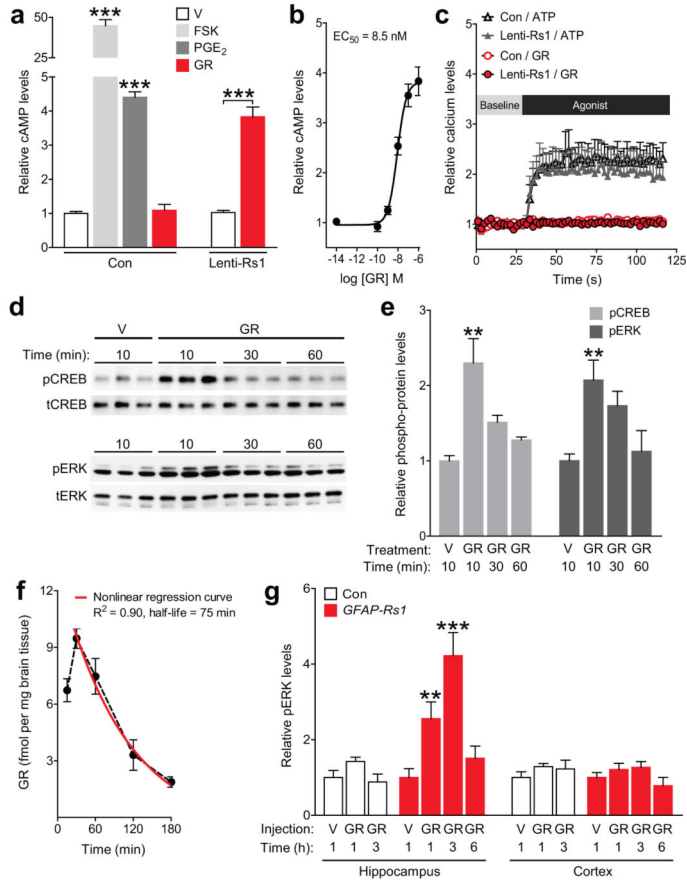 a
Relative cAMP levels
50
25
6
4
2
1
0
***
***
***
V
FSK
PGE2
GR
Con
Lenti-Rs1
b
Relative cAMP levels
EC50 = 8.5 nM
5
4
3
2
1
-14
-10
-8
-6
log [GR] M
c
Relative calcium levels
Con / ATP
Lenti-Rs1 / ATP
Con / GR
Lenti-Rs1 / GR
Baseline
Agonist
4
3
2
1
0
25
50
75
100
125
Time (s)
d
V GR
Time (min): 10 10 30 60
pCREB
tCREB
10 10 30 60
pERK
tERK
e
Relative phospho-protein levels
pCREB
pERK
3
2
1
0
**
**
Treatment: V GR GR GR V GR GR GR
Time (min): 10 10 30 60 10 10 30 60
f
GR (fmol per mg brain tissue)
Nonlinear regression curve
R2 = 0.90, half-life = 75 min
12
9
6
3
0
60
120
180
Time (min)
g
Relative pERK levels
Con
GFAP-Rs1
6
4
2
0
**
***
Injection: V GR GR V GR GR GR V GR GR V GR GR GR
Time (h): 1 1 3 1 1 3 6 1 1 3 1 1 3 6
Hippocampus
Cortex